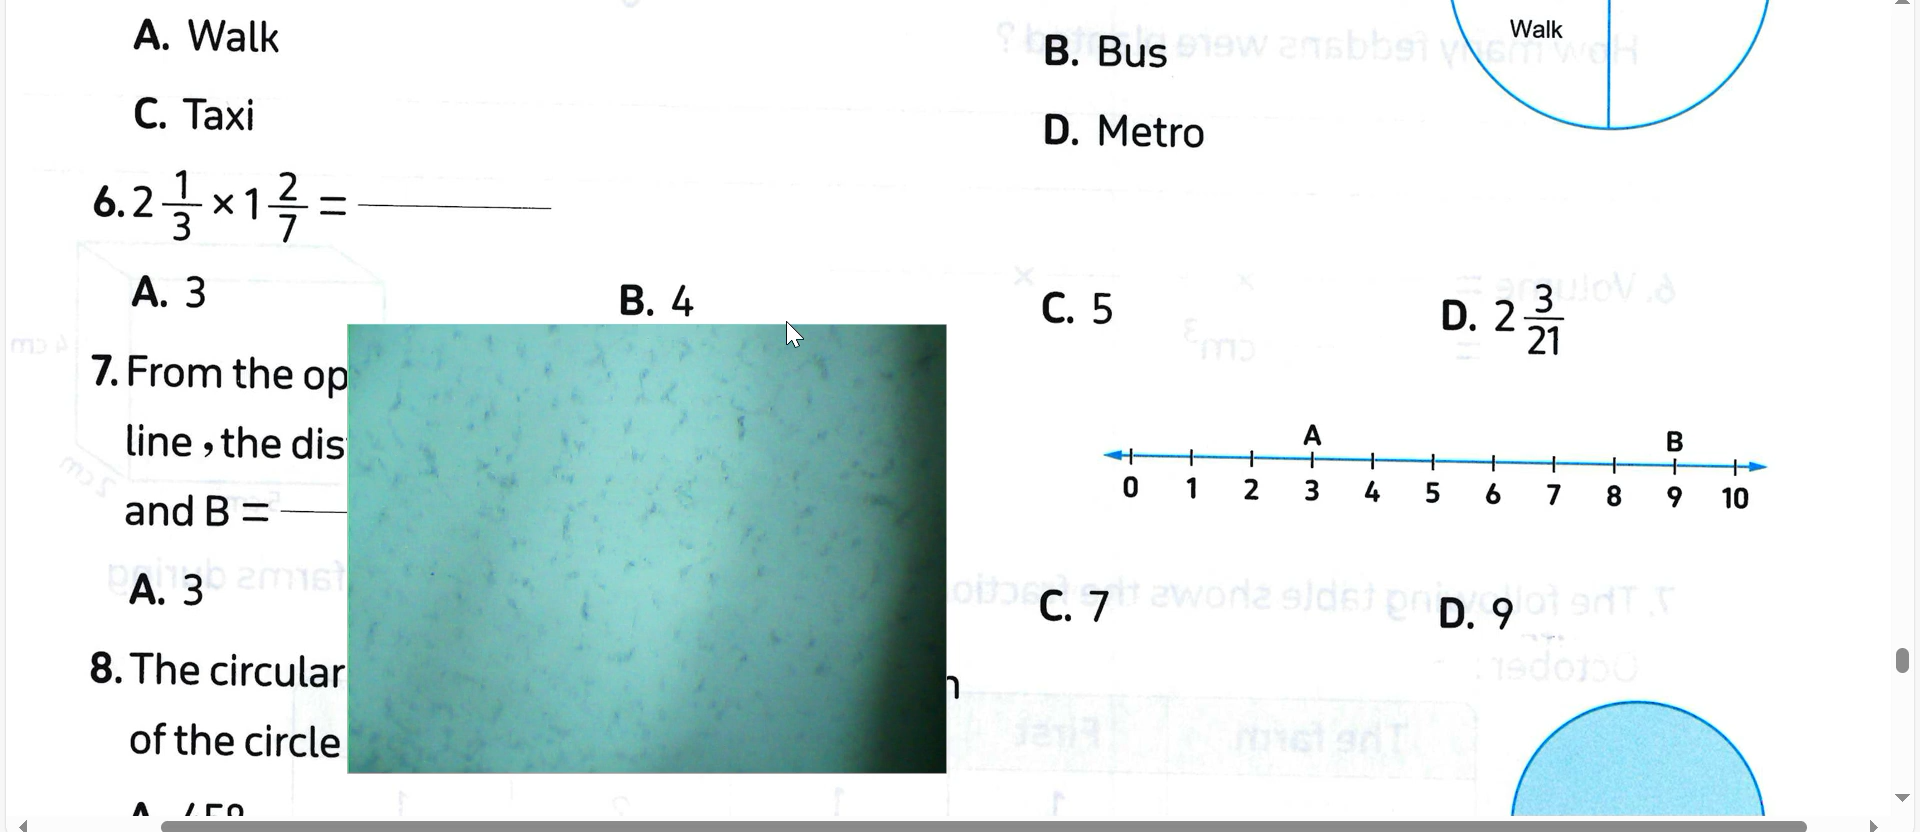 A. Walk
B. Bus
Walk
C. Taxi
D. Metro
6. 2 1/3 × 1 2/7 =
A. 3
B. 4
C. 5
D. 2 3/21
7. From the op
line, the dis
and B =
A B
0 1 2 3 4 5 6 7 8 9 10
A. 3
C. 7
D. 9
8. The circular
of the circle